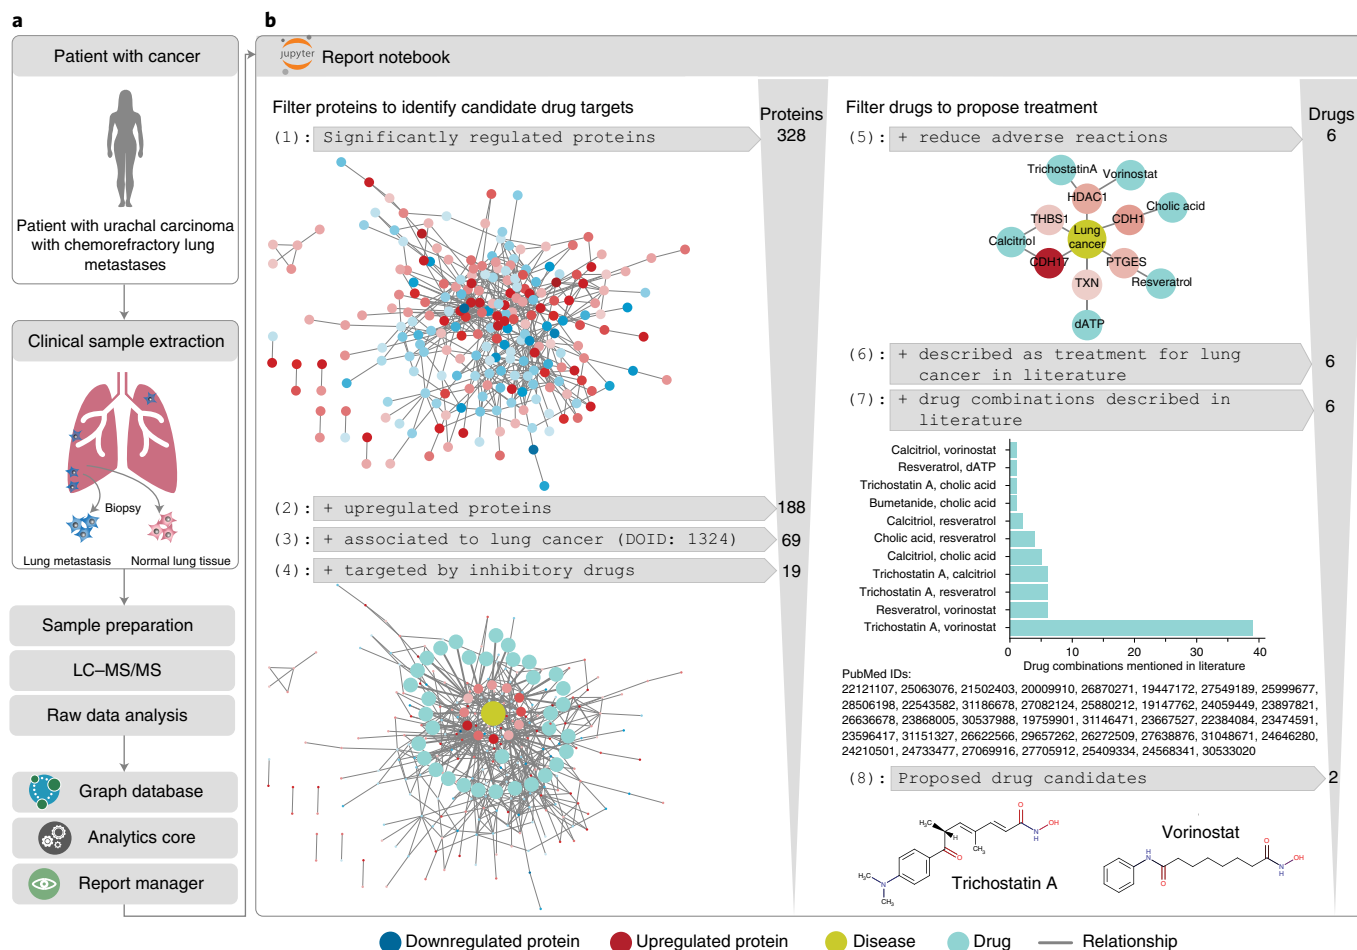 a
Patient with cancer
Patient with urachal carcinoma
with chemorefractory lung
metastases
Clinical sample extraction
Biopsy
Lung metastasis
Normal lung tissue
Sample preparation
LC–MS/MS
Raw data analysis
Graph database
Analytics core
Report manager
b
jupyter
Report notebook
Filter proteins to identify candidate drug targets
Proteins
(1): Significantly regulated proteins
328
(2): + upregulated proteins
188
(3): + associated to lung cancer (DOID: 1324)
69
(4): + targeted by inhibitory drugs
19
Filter drugs to propose treatment
Drugs
(5): + reduce adverse reactions
6
TrichostatinA
Vorinostat
HDAC1
Cholic acid
THBS1
CDH1
Calcitriol
Lung
cancer
CDH17
PTGES
TXN
Resveratrol
dATP
(6): + described as treatment for lung
cancer in literature
6
(7): + drug combinations described in
literature
6
Calcitriol, vorinostat
Resveratrol, dATP
Trichostatin A, cholic acid
Bumetanide, cholic acid
Calcitriol, resveratrol
Cholic acid, resveratrol
Calcitriol, cholic acid
Trichostatin A, calcitriol
Trichostatin A, resveratrol
Resveratrol, vorinostat
Trichostatin A, vorinostat
0 10 20 30 40
Drug combinations mentioned in literature
PubMed IDs:
22121107, 25063076, 21502403, 20009910, 26870271, 19447172, 27549189, 25999677,
28506198, 22543582, 31186678, 27082124, 25880212, 19147762, 24059449, 23897821,
26636678, 23868005, 30537988, 19759901, 31146471, 23667527, 22384084, 23474591,
23596417, 31151327, 26622566, 29657262, 26272509, 27638876, 31048671, 24646280,
24210501, 24733477, 27069916, 27705912, 25409334, 24568341, 30533020
(8): Proposed drug candidates
2
H₃C
H
O
CH₃
O
N
H
OH
H₃C
N
CH₃
Trichostatin A
Vorinostat
H
N
O
O
N
H
OH
Downregulated protein
Upregulated protein
Disease
Drug
Relationship